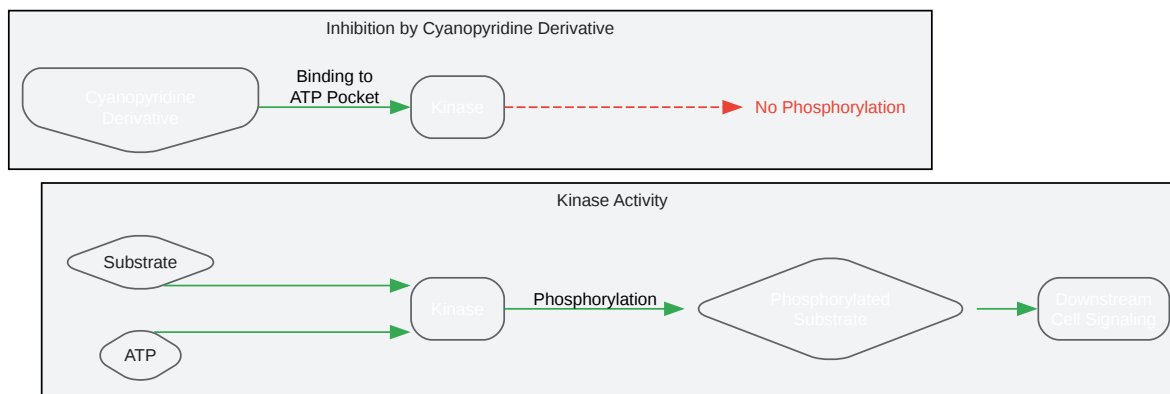 Inhibition by Cyanopyridine Derivative
Cyanopyridine
Derivative
Binding to
ATP Pocket
Kinase
No Phosphorylation
Kinase Activity
Substrate
ATP
Kinase
Phosphorylation
Phosphorylated
Substrate
Downstream
Cell Signaling